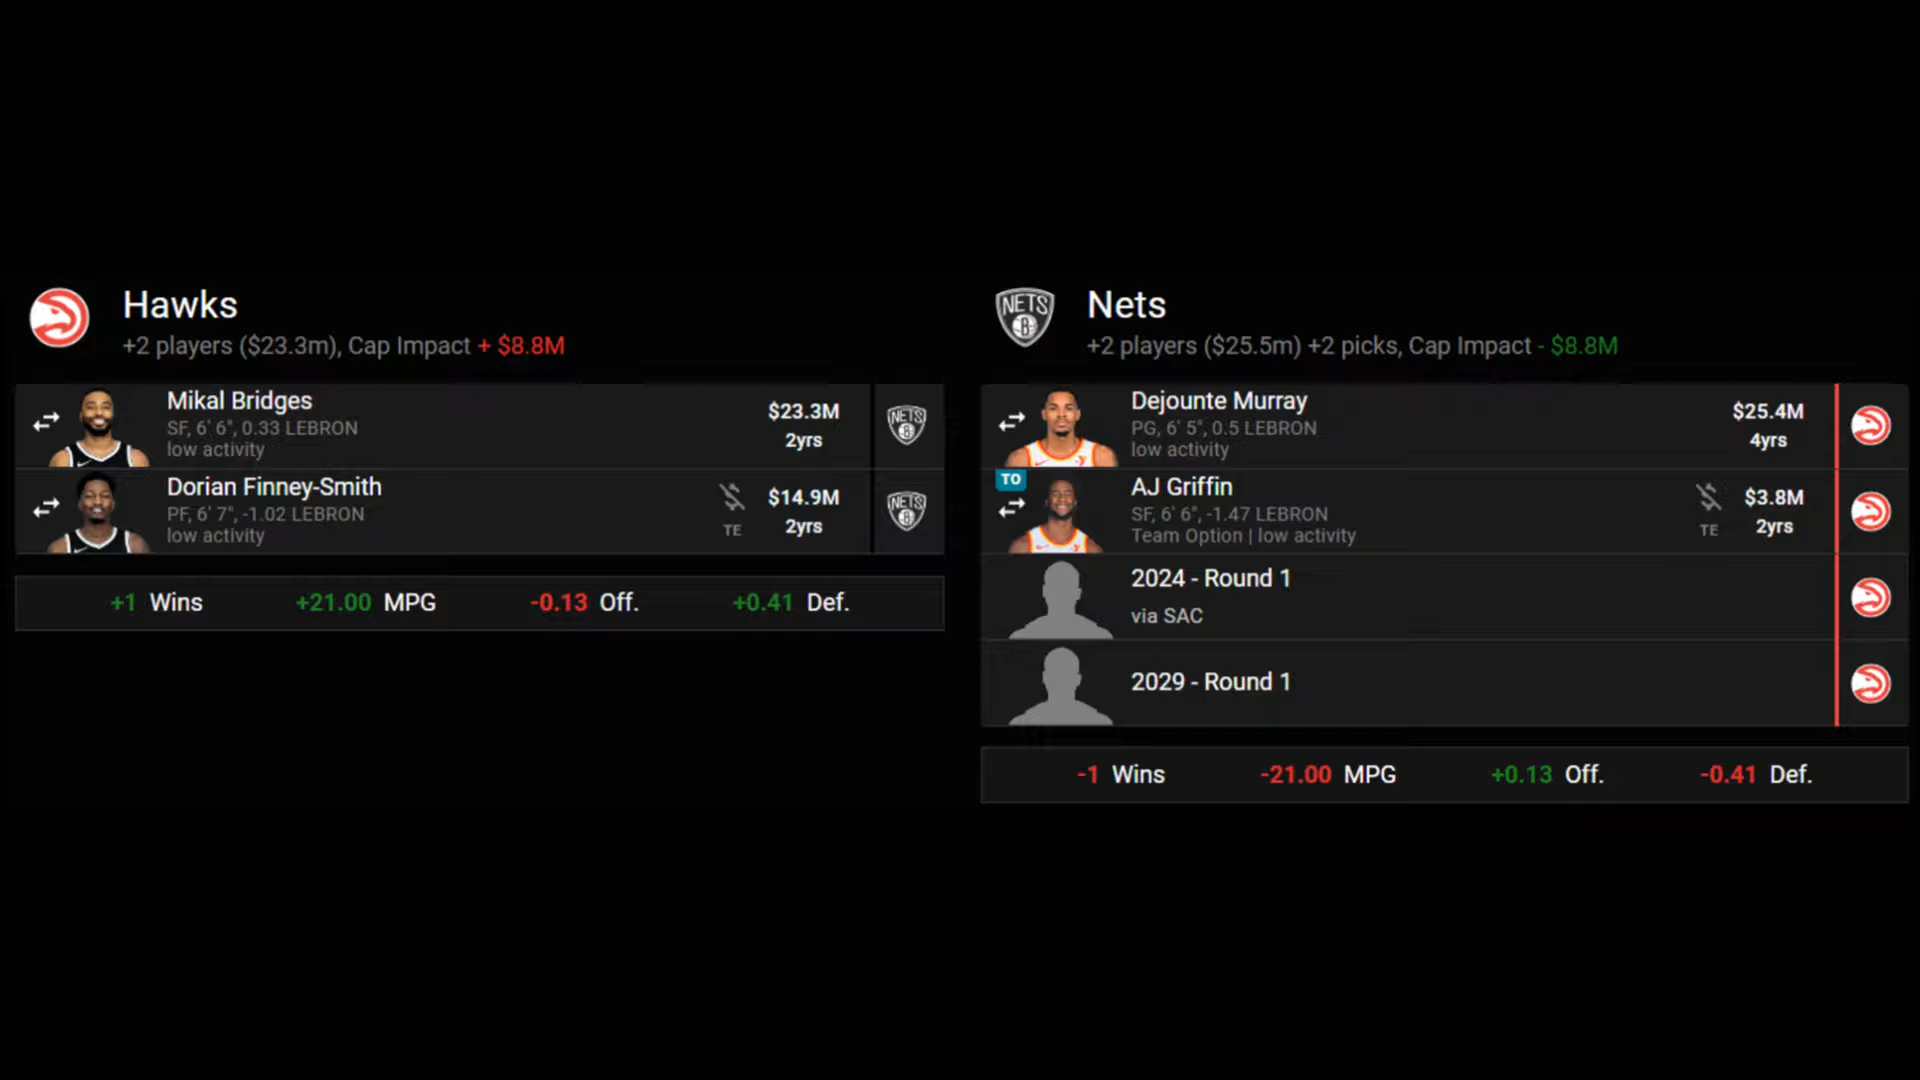 Hawks
+2 players ($23.3m), Cap Impact + $8.8M
Mikal Bridges
SF, 6' 6", 0.33 LEBRON
low activity
$23.3M
2yrs
NETS
B
Dorian Finney-Smith
PF, 6' 7", -1.02 LEBRON
low activity
TE
$14.9M
2yrs
NETS
B
+1 Wins
+21.00 MPG
-0.13 Off.
+0.41 Def.
NETS
B
Nets
+2 players ($25.5m) +2 picks, Cap Impact - $8.8M
Dejounte Murray
PG, 6' 5", 0.5 LEBRON
low activity
$25.4M
4yrs
TO
AJ Griffin
SF, 6' 6", -1.47 LEBRON
Team Option | low activity
TE
$3.8M
2yrs
2024 - Round 1
via SAC
2029 - Round 1
-1 Wins
-21.00 MPG
+0.13 Off.
-0.41 Def.